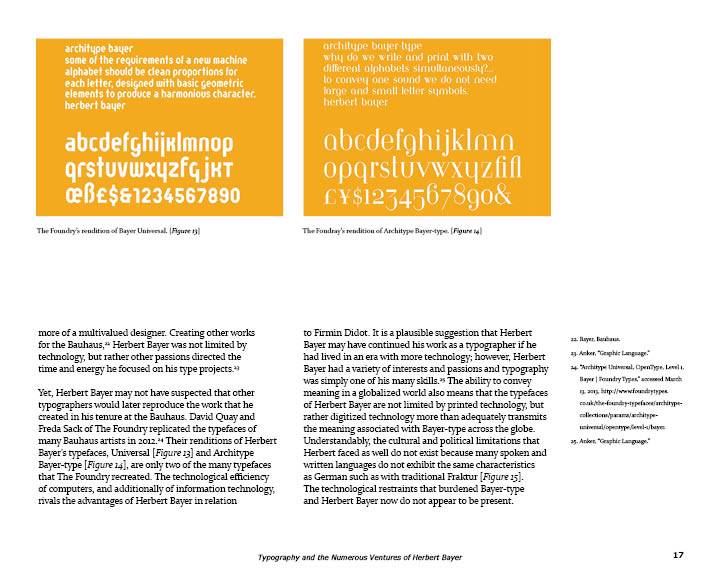 architype bayer
some of the requirements of a new machine
alphabet should be clean proportions for
each letter, designed with basic geometric
elements to produce a harmonious character.
herbert bayer
abcdefghijklmnop
qrstuvwxyzfqjkt
œß£$&1234567890
The Foundry's rendition of Bayer Universal. [Figure 13]
architype bayer-type
why do we write and print with two
different alphabets simultaneously?...
to convey one sound we do not need
large and small letter symbols.
herbert bayer
abcdefghijklmn
opqrstuvwxyzfifl
£¥$1234567890&
The Foudray's rendition of Architype Bayer-type. [Figure 14]
more of a multivalued designer. Creating other works
for the Bauhaus,22 Herbert Bayer was not limited by
technology, but rather other passions directed the
time and energy he focused on his type projects.23
Yet, Herbert Bayer may not have suspected that other
typographers would later reproduce the work that he
created in his tenure at the Bauhaus. David Quay and
Freda Sack of The Foundry replicated the typefaces of
many Bauhaus artists in 2012.24 Their renditions of Herbert
Bayer's typefaces, Universal [Figure 13] and Architype
Bayer-type [Figure 14], are only two of the many typefaces
that The Foundry recreated. The technological efficiency
of computers, and additionally of information technology,
rivals the advantages of Herbert Bayer in relation
to Firmin Didot. It is a plausible suggestion that Herbert
Bayer may have continued his work as a typographer if he
had lived in an era with more technology; however, Herbert
Bayer had a variety of interests and passions and typography
was simply one of his many skills.25 The ability to convey
meaning in a globalized world also means that the typefaces
of Herbert Bayer are not limited by printed technology, but
rather digitized technology more than adequately transmits
the meaning associated with Bayer-type across the globe.
Understandably, the cultural and political limitations that
Herbert faced as well do not exist because many spoken and
written languages do not exhibit the same characteristics
as German such as with traditional Fraktur [Figure 15].
The technological restraints that burdened Bayer-type
and Herbert Bayer now do not appear to be present.
22. Bayer, Bauhaus.
23. Anker, "Graphic Language."
24. "Architype Universal, OpenType, Level 1,
Bayer | Foundry Types," accessed March
13, 2013, http://www.foundrytypes.
co.uk/the-foundry-typefaces/architype-
collections/params/architype-
universal/opentype/level-1/bayer.
25. Anker, "Graphic Language."
Typography and the Numerous Ventures of Herbert Bayer
17